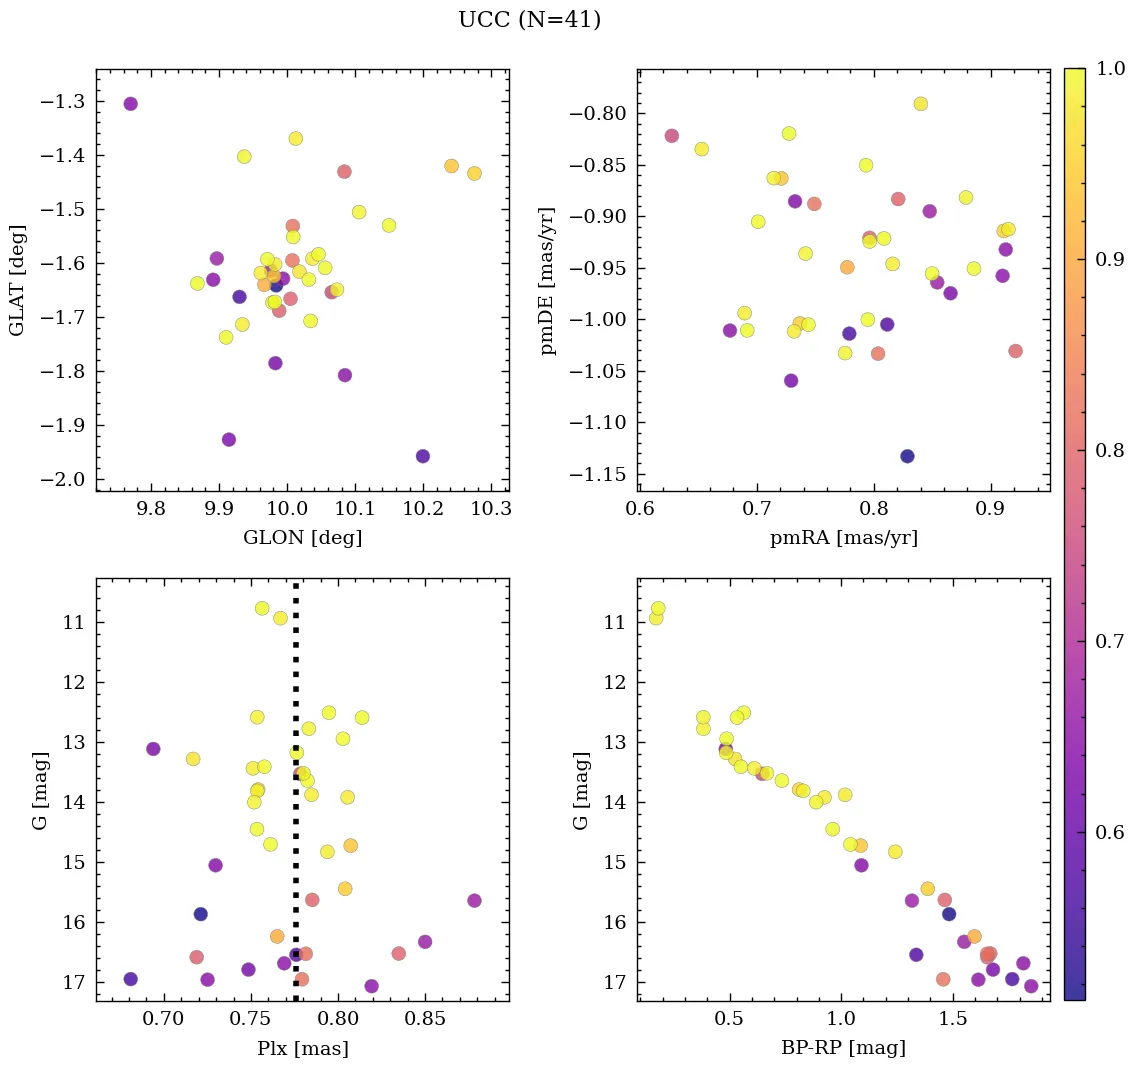 UCC (N=41)
−1.3
−1.4
−1.5
−1.6
−1.7
−1.8
−1.9
−2.0
GLAT [deg]
9.8 9.9 10.0 10.1 10.2 10.3
GLON [deg]
−0.80
−0.85
−0.90
−0.95
−1.00
−1.05
−1.10
−1.15
pmDE [mas/yr]
0.6 0.7 0.8 0.9
pmRA [mas/yr]
11
12
13
14
15
16
17
G [mag]
0.70 0.75 0.80 0.85
Plx [mas]
11
12
13
14
15
16
17
G [mag]
0.5 1.0 1.5
BP-RP [mag]
1.0
0.9
0.8
0.7
0.6